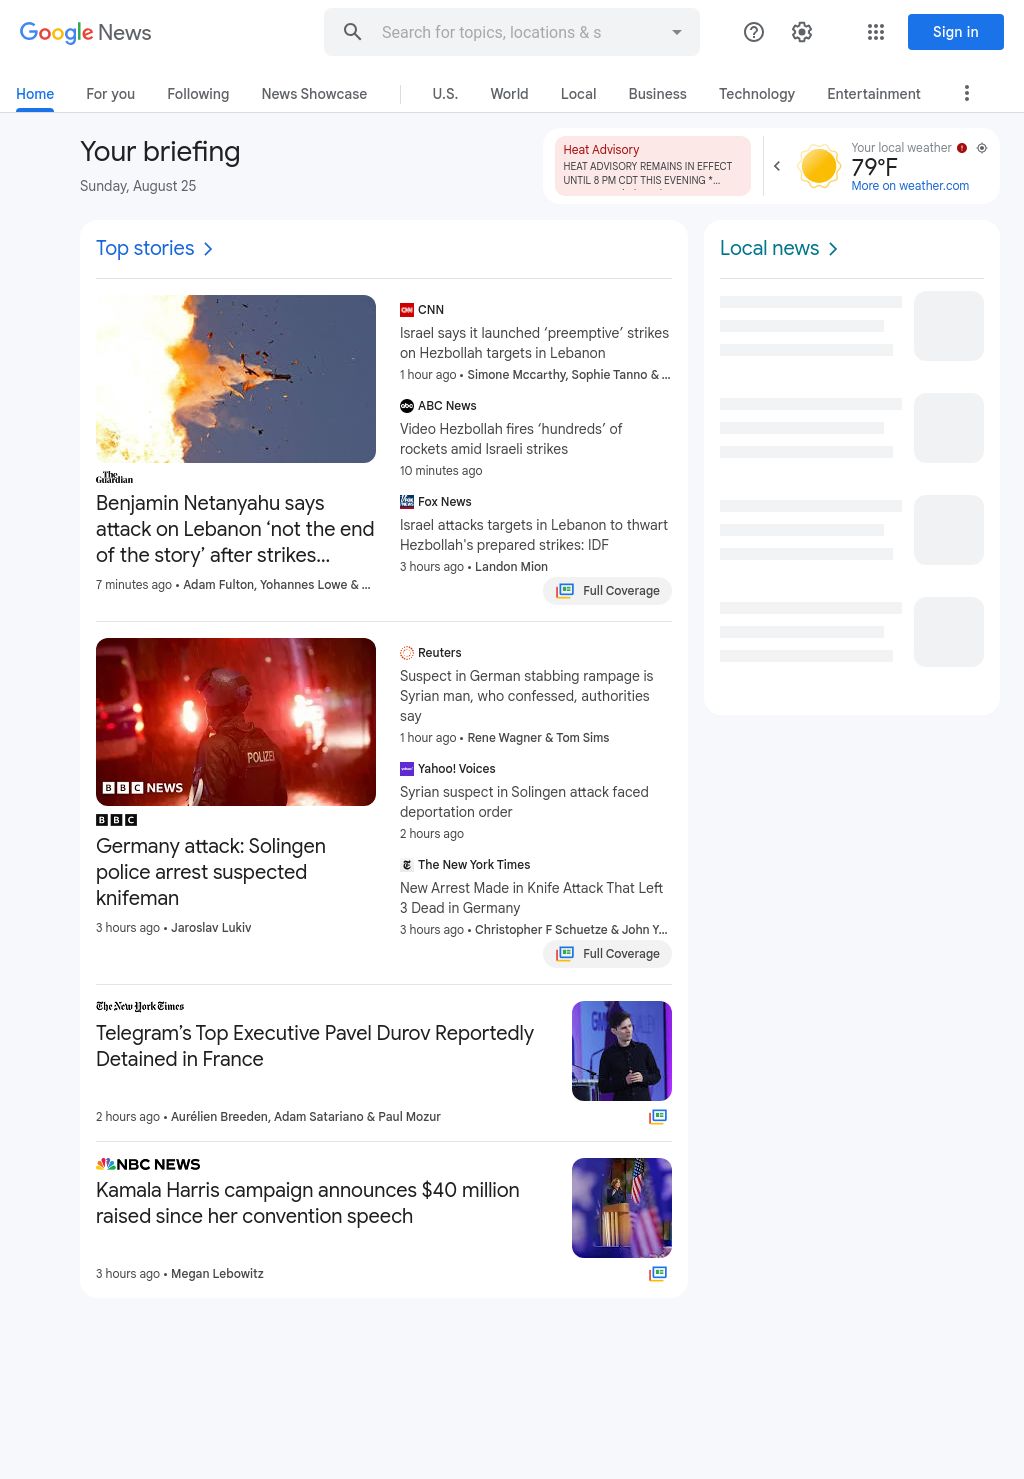 Google News
Search for topics, locations & s
Sign in
Home
For you
Following
News Showcase
U.S.
World
Local
Business
Technology
Entertainment
Your briefing
Sunday, August 25
Heat Advisory
HEAT ADVISORY REMAINS IN EFFECT
UNTIL 8 PM CDT THIS EVENING *...
Your local weather
79°F
More on weather.com
Top stories
The
Guardian
Benjamin Netanyahu says
attack on Lebanon ‘not the end
of the story’ after strikes...
7 minutes ago • Adam Fulton, Yohannes Lowe & ...
CNN
Israel says it launched ‘preemptive’ strikes
on Hezbollah targets in Lebanon
1 hour ago • Simone Mccarthy, Sophie Tanno & ...
abc ABC News
Video Hezbollah fires ‘hundreds’ of
rockets amid Israeli strikes
10 minutes ago
Fox News
Israel attacks targets in Lebanon to thwart
Hezbollah's prepared strikes: IDF
3 hours ago • Landon Mion
Full Coverage
POLIZEI
BBC NEWS
BBC
Germany attack: Solingen
police arrest suspected
knifeman
3 hours ago • Jaroslav Lukiv
Reuters
Suspect in German stabbing rampage is
Syrian man, who confessed, authorities
say
1 hour ago • Rene Wagner & Tom Sims
Yahoo! Voices
Syrian suspect in Solingen attack faced
deportation order
2 hours ago
The New York Times
New Arrest Made in Knife Attack That Left
3 Dead in Germany
3 hours ago • Christopher F Schuetze & John Y...
Full Coverage
The New York Times
Telegram’s Top Executive Pavel Durov Reportedly
Detained in France
2 hours ago • Aurélien Breeden, Adam Satariano & Paul Mozur
NBC NEWS
Kamala Harris campaign announces $40 million
raised since her convention speech
3 hours ago • Megan Lebowitz
Local news